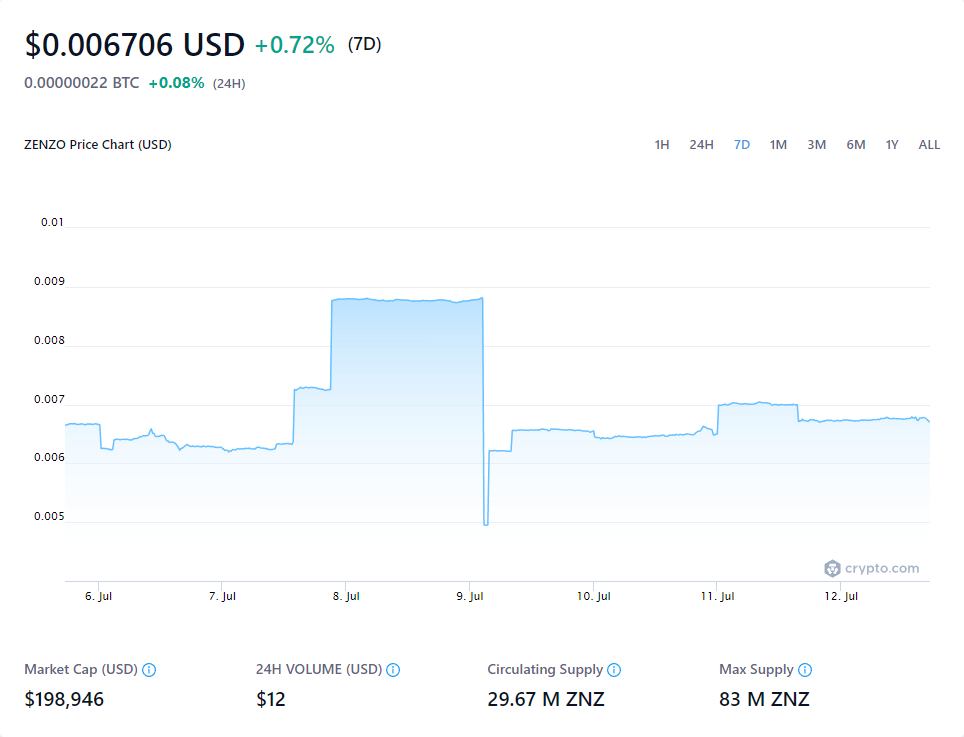 $0.006706 USD +0.72% (7D)
0.00000022 BTC +0.08% (24H)
ZENZO Price Chart (USD) 1H 24H 7D 1M 3M 6M 1Y ALL
0.01
0.009
0.008
0.007
0.006
0.005
crypto.com
6. Jul 7. Jul 8. Jul 9. Jul 10. Jul 11. Jul 12. Jul
Market Cap (USD) 24H VOLUME (USD) Circulating Supply Max Supply
$198,946 $12 29.67 M ZNZ 83 M ZNZ